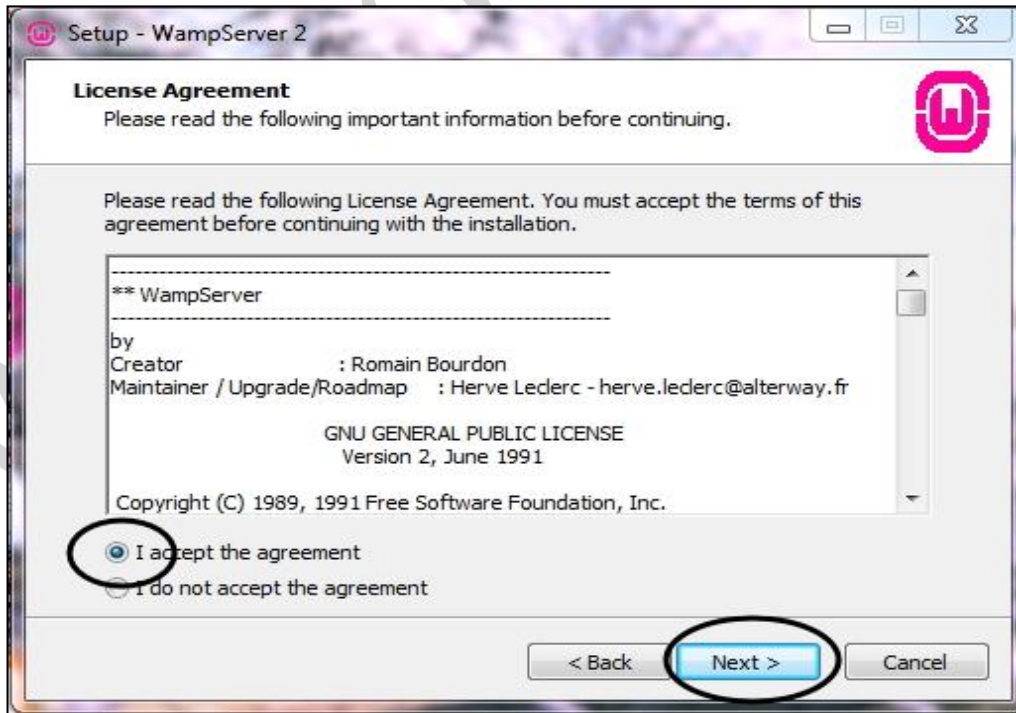 Setup - WampServer 2
License Agreement
Please read the following important information before continuing.
Please read the following License Agreement. You must accept the terms of this
agreement before continuing with the installation.
------------------------------------------------------------
** WampServer
------------------------------------------------------------
by
Creator : Romain Bourdon
Maintainer / Upgrade/Roadmap : Herve Leclerc - herve.leclerc@alterway.fr
GNU GENERAL PUBLIC LICENSE
Version 2, June 1991
Copyright (C) 1989, 1991 Free Software Foundation, Inc.
I accept the agreement
I do not accept the agreement
< Back Next > Cancel